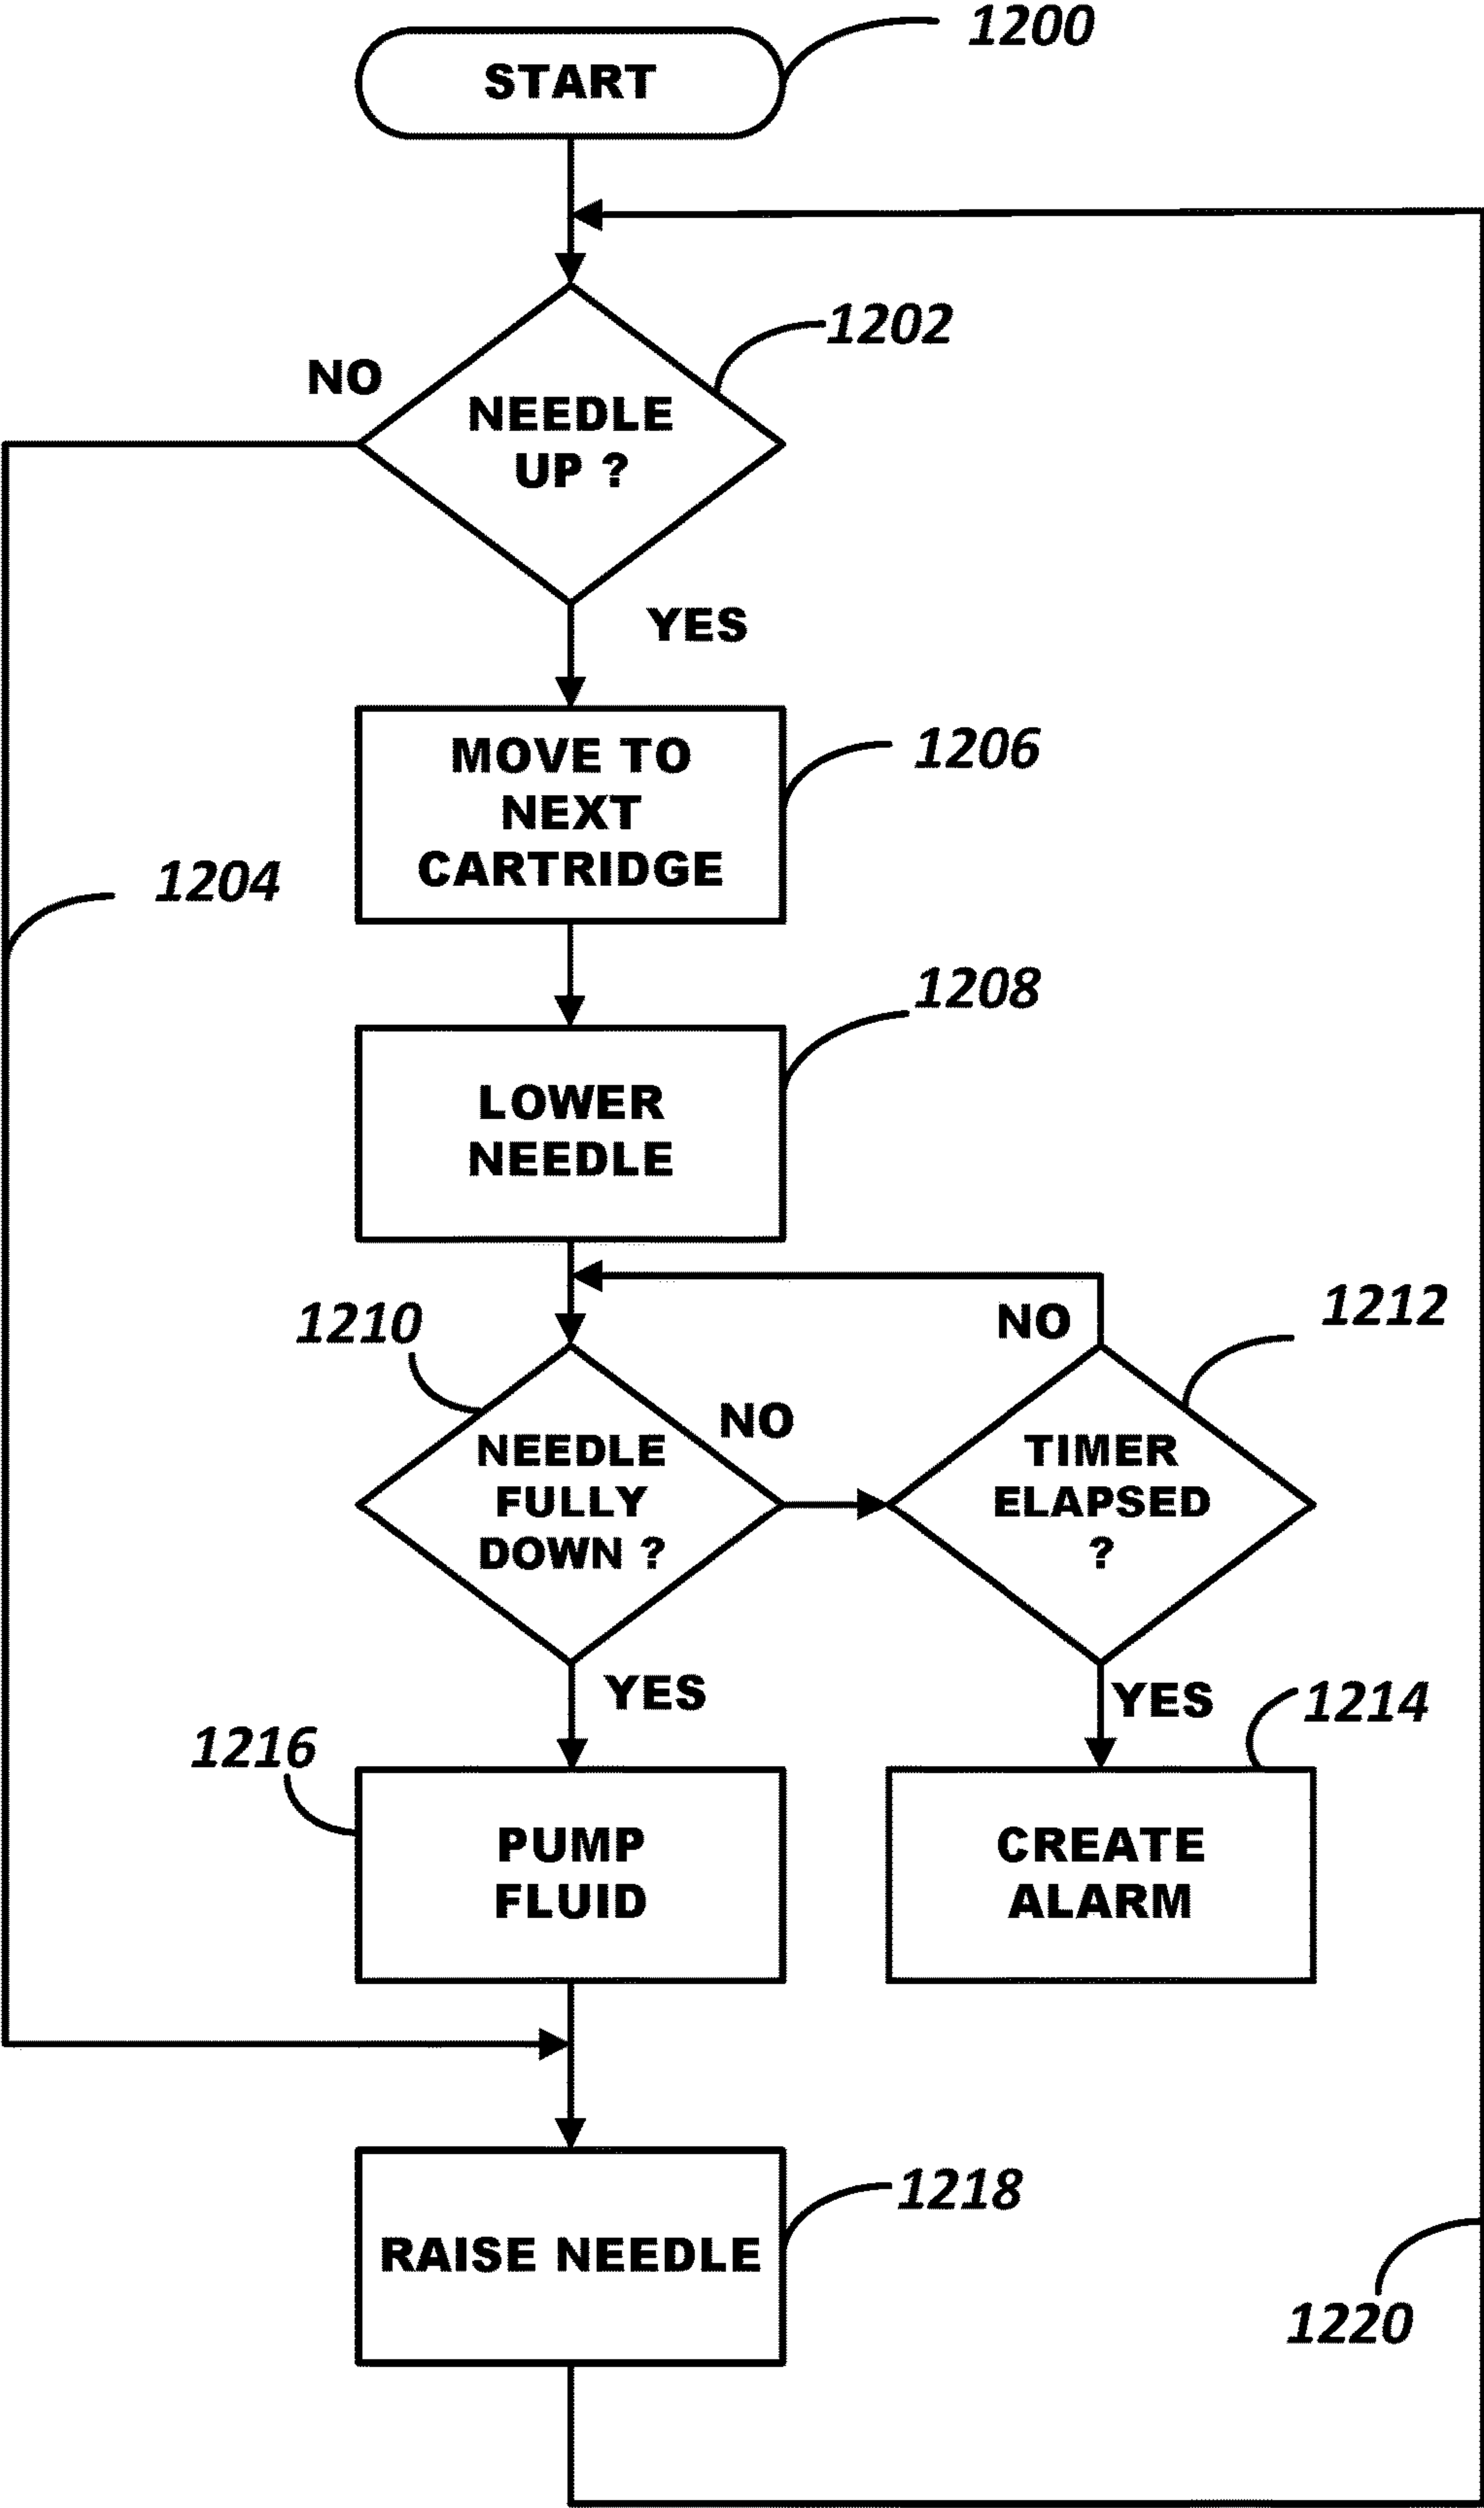 1200
START
1202
NO
NEEDLE
UP ?
YES
MOVE TO
NEXT
CARTRIDGE
1206
1204
1208
LOWER
NEEDLE
1210
NO
1212
NO
NEEDLE
FULLY
DOWN ?
TIMER
ELAPSED
?
YES
YES
1214
1216
PUMP
FLUID
CREATE
ALARM
1218
RAISE NEEDLE
1220